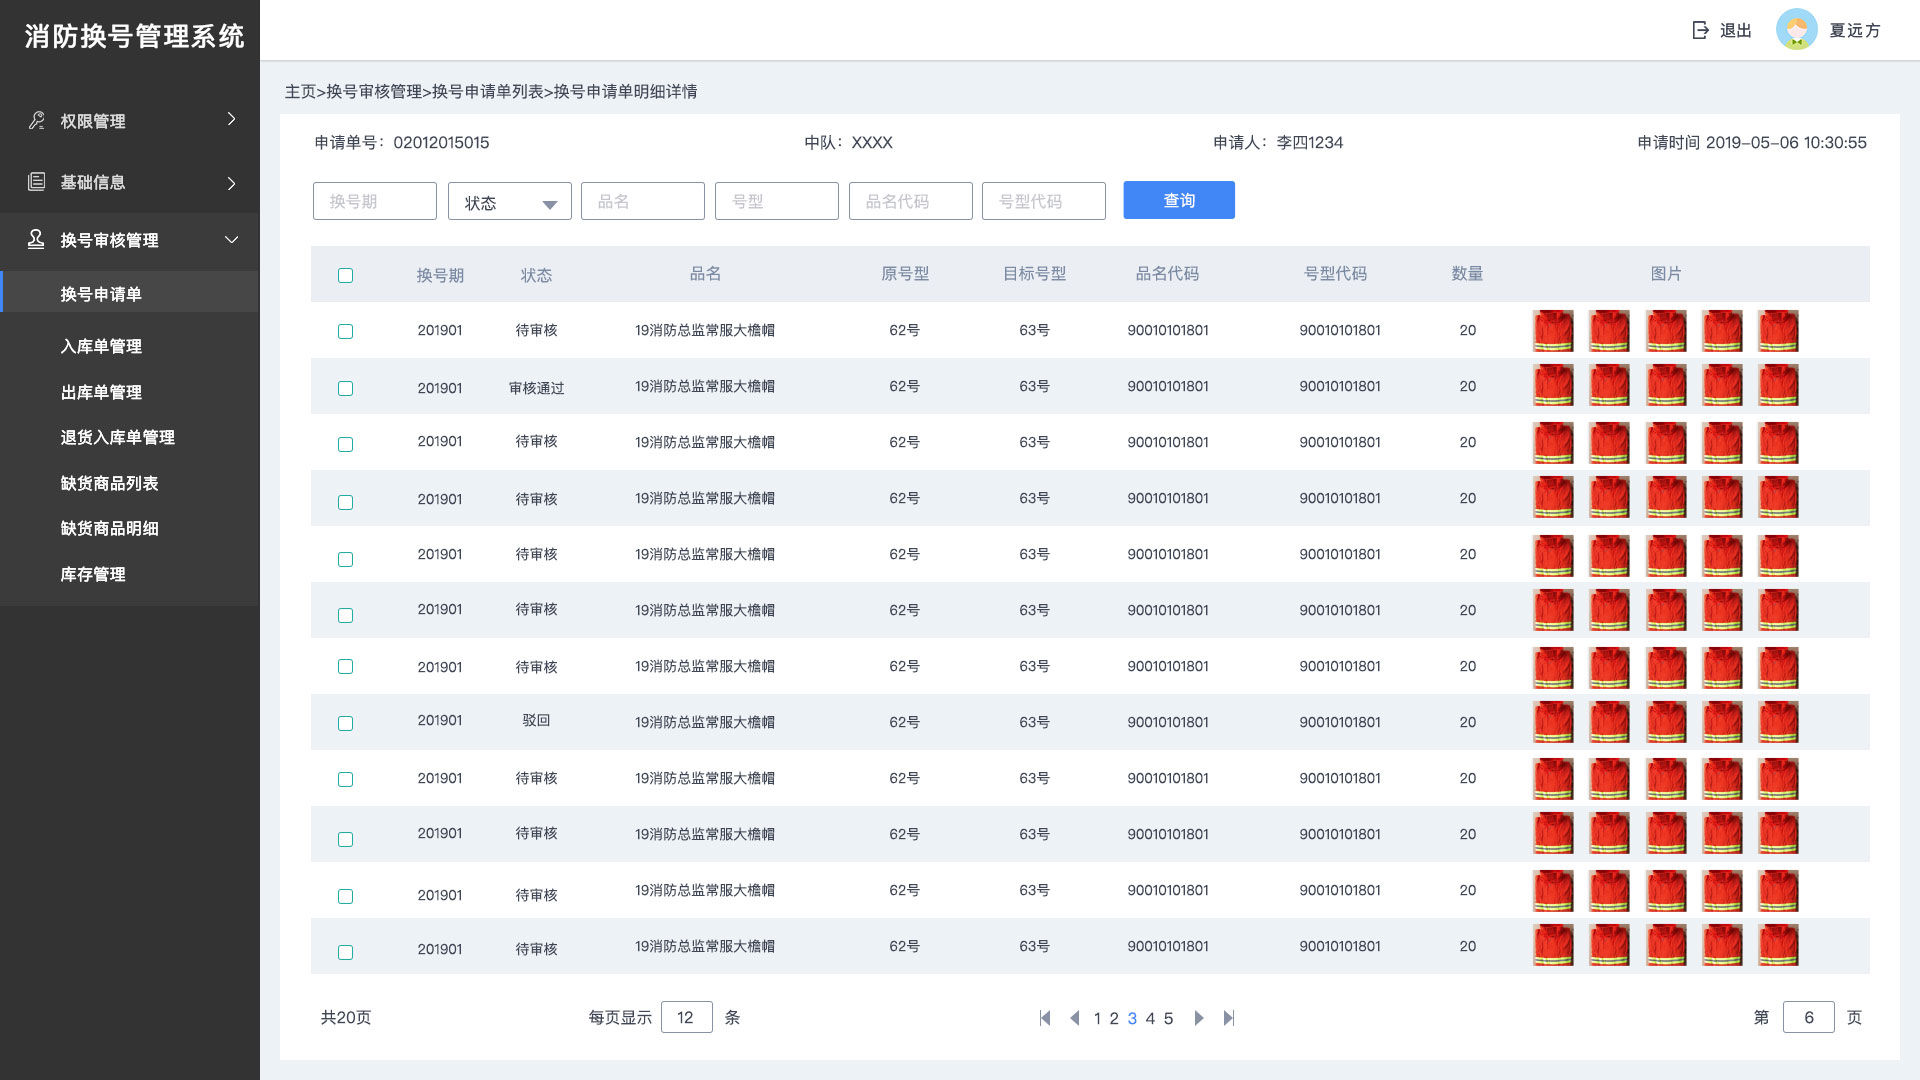 消防换号管理系统
退出 夏远方
权限管理
基础信息
换号审核管理
换号申请单
入库单管理
出库单管理
退货入库单管理
缺货商品列表
缺货商品明细
库存管理
主页>换号审核管理>换号申请单列表>换号申请单明细详情
申请单号：02012015015 中队：XXXX 申请人：李四1234 申请时间 2019-05-06 10:30:55
换号期 状态 品名 号型 品名代码 号型代码 查询
换号期 状态 品名 原号型 目标号型 品名代码 号型代码 数量 图片
201901 待审核 19消防总监常服大檐帽 62号 63号 90010101801 90010101801 20
201901 审核通过 19消防总监常服大檐帽 62号 63号 90010101801 90010101801 20
201901 待审核 19消防总监常服大檐帽 62号 63号 90010101801 90010101801 20
201901 待审核 19消防总监常服大檐帽 62号 63号 90010101801 90010101801 20
201901 待审核 19消防总监常服大檐帽 62号 63号 90010101801 90010101801 20
201901 待审核 19消防总监常服大檐帽 62号 63号 90010101801 90010101801 20
201901 待审核 19消防总监常服大檐帽 62号 63号 90010101801 90010101801 20
201901 驳回 19消防总监常服大檐帽 62号 63号 90010101801 90010101801 20
201901 待审核 19消防总监常服大檐帽 62号 63号 90010101801 90010101801 20
201901 待审核 19消防总监常服大檐帽 62号 63号 90010101801 90010101801 20
201901 待审核 19消防总监常服大檐帽 62号 63号 90010101801 90010101801 20
201901 待审核 19消防总监常服大檐帽 62号 63号 90010101801 90010101801 20
共20页 每页显示 12 条 1 2 3 4 5 第 6 页